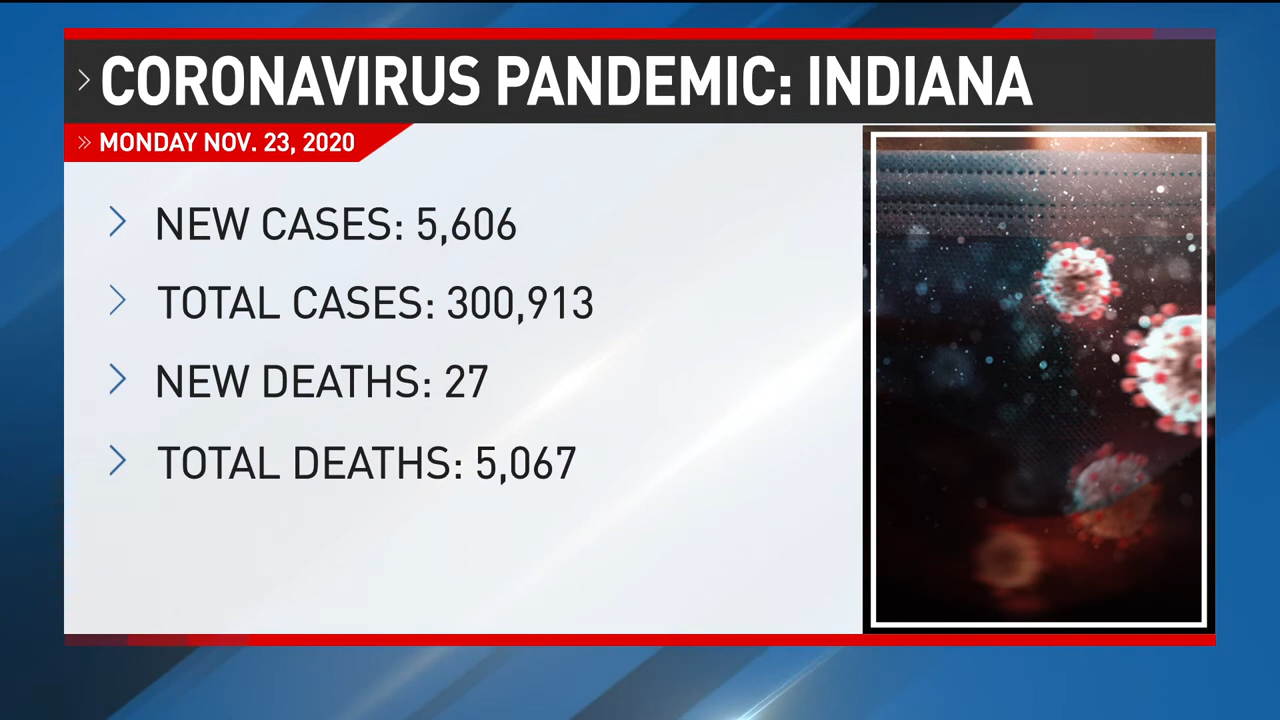 CORONAVIRUS PANDEMIC: INDIANA
MONDAY NOV. 23, 2020
NEW CASES: 5,606
TOTAL CASES: 300,913
NEW DEATHS: 27
TOTAL DEATHS: 5,067